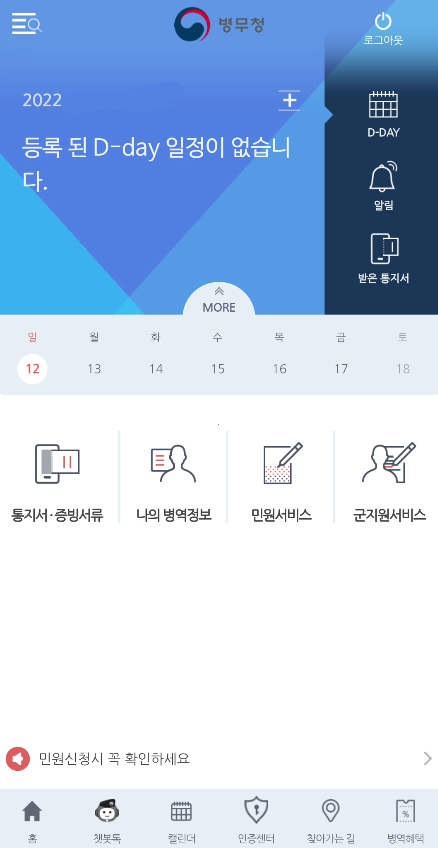 병무청
로그아웃
2022
등록 된 D-day 일정이 없습니
다.
D-DAY
알림
받은 통지서
MORE
일 월 화 수 목 금 토
12 13 14 15 16 17 18
통지서·증빙서류 나의 병역정보 민원서비스 군지원서비스
민원신청시 꼭 확인하세요
홈 챗봇톡 캘린더 인증센터 찾아가는 길 병역혜택